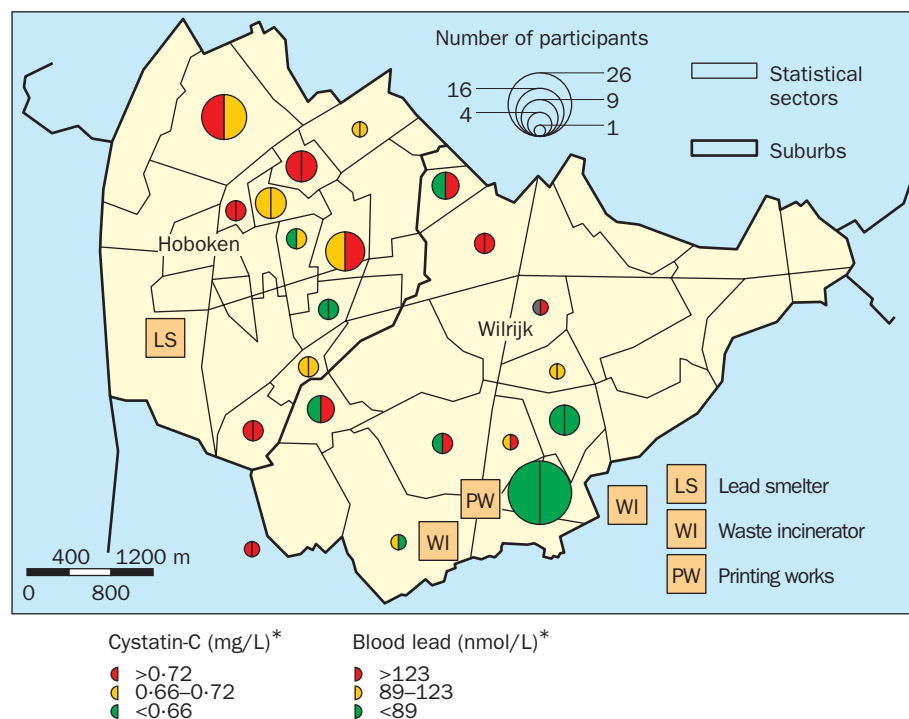 Number of participants
26
16
9
4
1
Statistical
sectors
Suburbs
Hoboken
Wilrijk
LS
PW
WI
WI
LS Lead smelter
WI Waste incinerator
PW Printing works
400 1200 m
0 800
Cystatin-C (mg/L)*
>0·72
0·66–0·72
<0·66
Blood lead (nmol/L)*
>123
89–123
<89